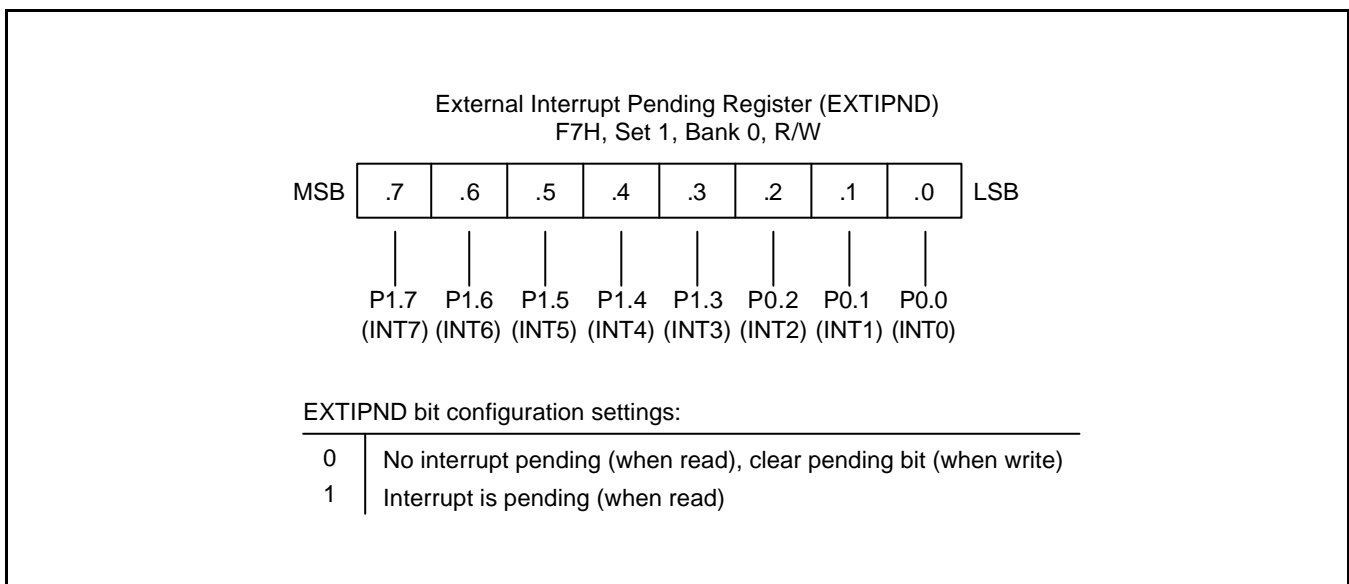 External Interrupt Pending Register (EXTIPND)
F7H, Set 1, Bank 0, R/W
MSB .7 .6 .5 .4 .3 .2 .1 .0 LSB
P1.7 P1.6 P1.5 P1.4 P1.3 P0.2 P0.1 P0.0
(INT7) (INT6) (INT5) (INT4) (INT3) (INT2) (INT1) (INT0)
EXTIPND bit configuration settings:
0 No interrupt pending (when read), clear pending bit (when write)
1 Interrupt is pending (when read)